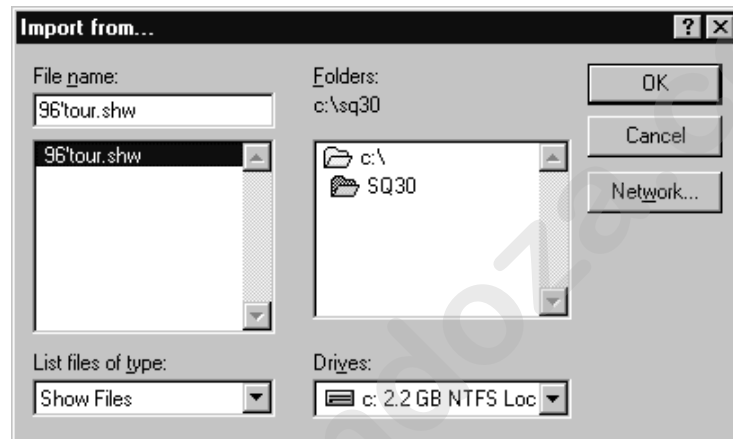 Import from...
File name:
96'tour.shw
96'tour.shw
List files of type:
Show Files
Folders:
c:\sq30
c:\
SQ30
Drives:
c: 2.2 GB NTFS Loc
OK
Cancel
Network...